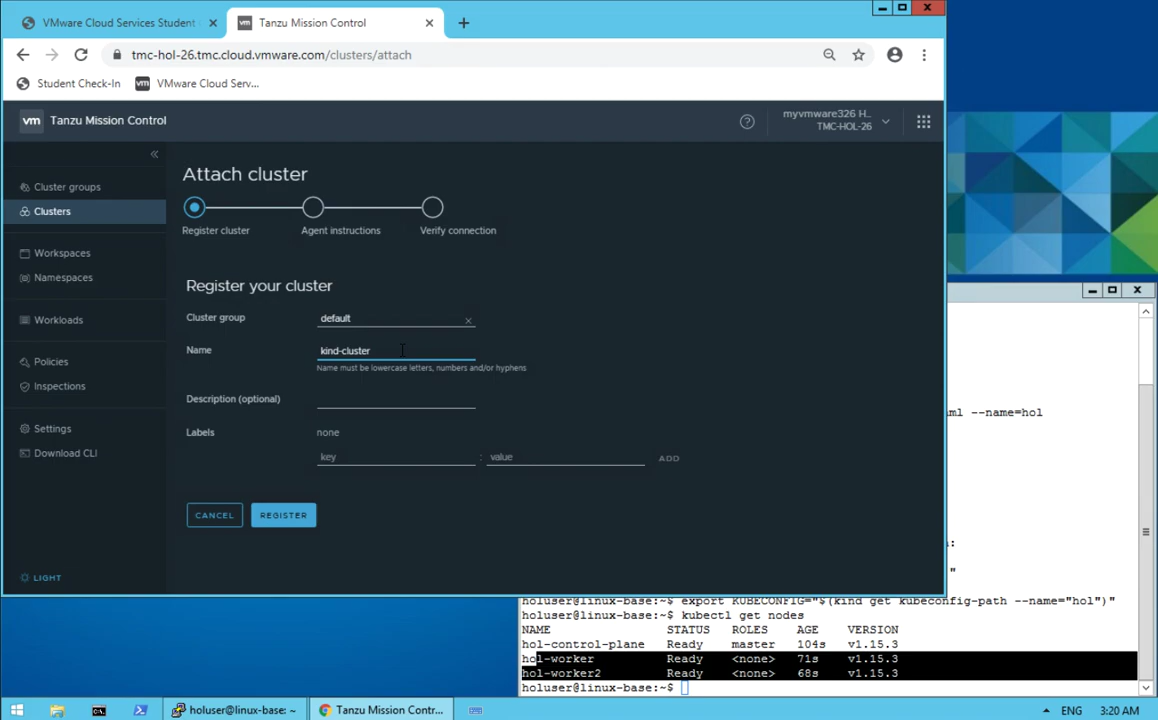 VMware Cloud Services Student
Tanzu Mission Control
tmc-hol-26.tmc.cloud.vmware.com/clusters/attach
Student Check-In
vm
VMware Cloud Serv...
vm
Tanzu Mission Control
myvmware326 H..
TMC-HOL-26
Cluster groups
Clusters
Workspaces
Namespaces
Workloads
Policies
Inspections
Settings
Download CLI
LIGHT
Attach cluster
Register cluster
Agent instructions
Verify connection
Register your cluster
Cluster group
default
Name
kind-cluster
Name must be lowercase letters, numbers and/or hyphens
Description (optional)
Labels
none
key
:
value
ADD
CANCEL
REGISTER
ml --name=hol
:
"
holuser@linux-base:~$ export KUBECONFIG="$(kind get kubeconfig-path --name="hol")"
holuser@linux-base:~$ kubectl get nodes
NAME STATUS ROLES AGE VERSION
hol-control-plane Ready master 104s v1.15.3
hol-worker Ready <none> 71s v1.15.3
hol-worker2 Ready <none> 68s v1.15.3
holuser@linux-base:~$
holuser@linux-base: ~
Tanzu Mission Contr...
ENG
3:20 AM